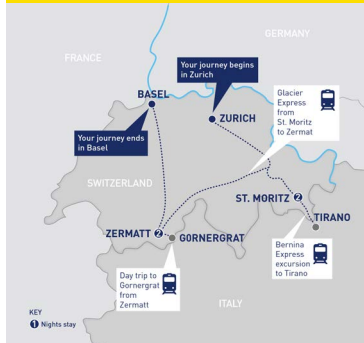 GERMANY
FRANCE
Your journey begins
in Zurich
BASEL
ZURICH
Glacier
Express
from
St. Moritz
to Zermat
Your journey ends
in Basel
SWITZERLAND
ST. MORITZ 2
TIRANO
ZERMATT 2
GORNERGRAT
Bernina
Express
excursion
to Tirano
Day trip to
Gornergrat
from
Zermatt
ITALY
KEY
1 Nights stay